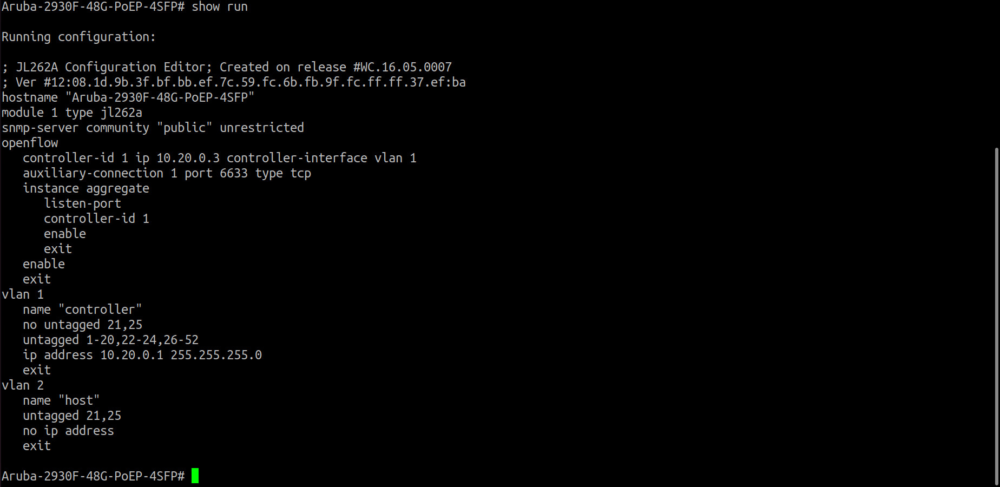 Aruba-2930F-48G-PoEP-4SFP# show run
Running configuration:
; JL262A Configuration Editor; Created on release #WC.16.05.0007
; Ver #12:08.1d.9b.3f.bf.bb.ef.7c.59.fc.6b.fb.9f.fc.ff.ff.37.ef:ba
hostname "Aruba-2930F-48G-PoEP-4SFP"
module 1 type jl262a
snmp-server community "public" unrestricted
openflow
   controller-id 1 ip 10.20.0.3 controller-interface vlan 1
   auxiliary-connection 1 port 6633 type tcp
   instance aggregate
      listen-port
      controller-id 1
      enable
      exit
   enable
   exit
vlan 1
   name "controller"
   no untagged 21,25
   untagged 1-20,22-24,26-52
   ip address 10.20.0.1 255.255.255.0
   exit
vlan 2
   name "host"
   untagged 21,25
   no ip address
   exit
Aruba-2930F-48G-PoEP-4SFP#